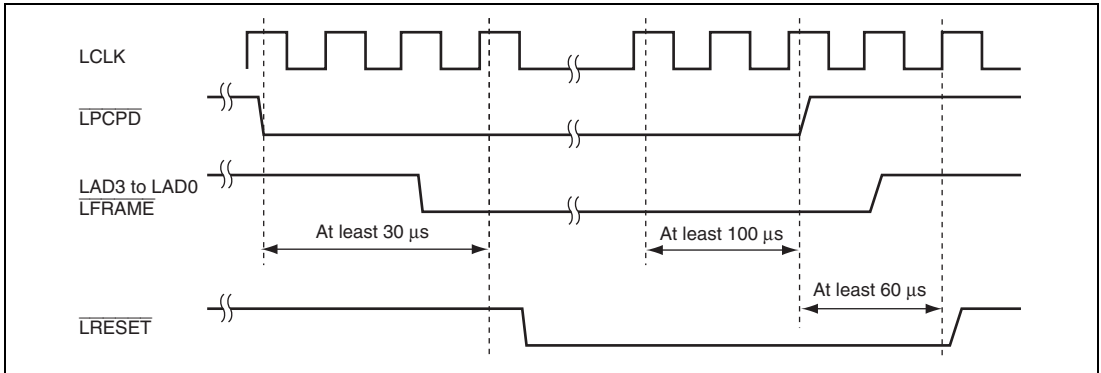 LCLK
LPCPD
LAD3 to LAD0
LFRAME
At least 30 μs
At least 100 μs
At least 60 μs
LRESET